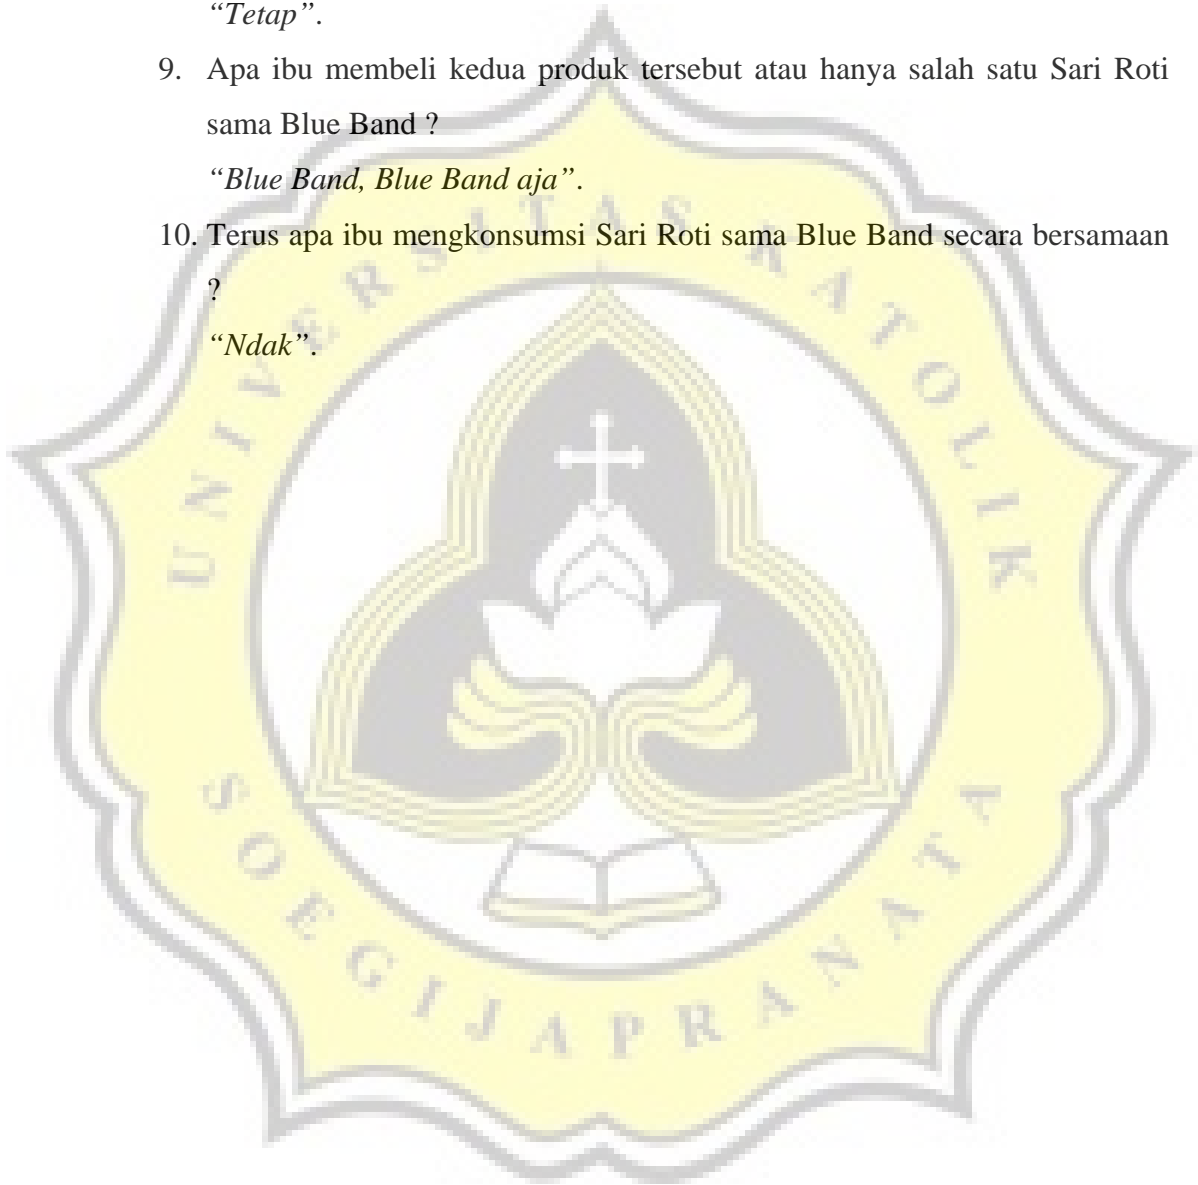 “Tetap”.
9. Apa ibu membeli kedua produk tersebut atau hanya salah satu Sari Roti
sama Blue Band ?
“Blue Band, Blue Band aja”.
10. Terus apa ibu mengkonsumsi Sari Roti sama Blue Band secara bersamaan
?
“Ndak”.
UNIVERSITAS KATOLIK
SOEGIJAPRANATA